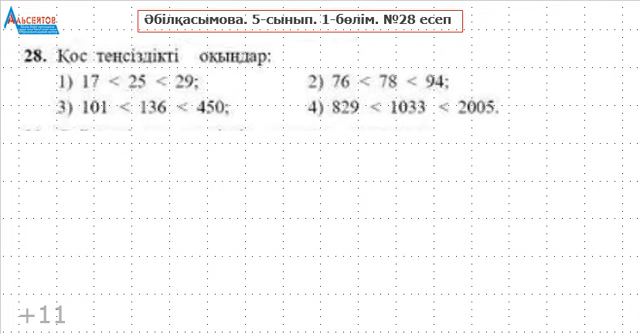 Альсеитов
Әбілқасымова. 5-сынып. 1-бөлім. №28 есеп
28. Қос теңсіздікті оқыңдар:
1) 17 < 25 < 29; 2) 76 < 78 < 94;
3) 101 < 136 < 450; 4) 829 < 1033 < 2005.
+11